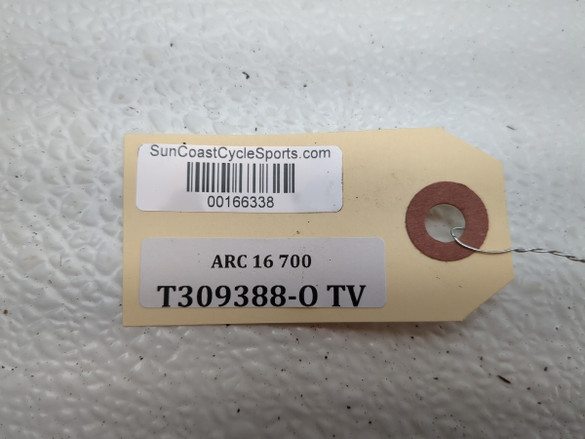 SunCoastCycleSports.com
00166338
ARC 16 700
T309388-O TV